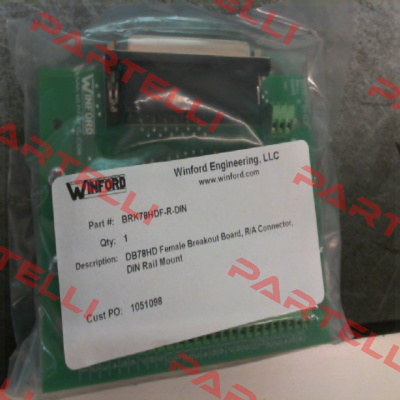 WINFORD
WINFORD
Winford Engineering, LLC
www.winford.com
Part #: BRK78HDF-R-DIN
Qty: 1
Description: DB78HD Female Breakout Board, R/A Connector, DIN Rail Mount
Cust PO: 1051098
PARTELLI
PARTELLI
PARTELLI
PARTELLI